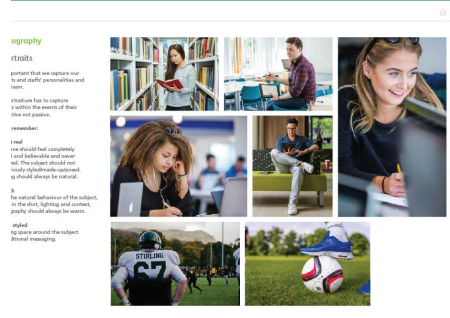 ography
rtraits
portant that we capture our
ts and staffs' personalities and
iasm.
rtraiture has to capture
s within the events of their
tive not passive.
remember:
t real
ne should feel completely
l and believable and never
ed. The subject should not
iously styled/made-up/posed.
g should always be natural.
h
he natural behaviour of the subject,
in the shot, lighting and context,
graphy should always be warm.
styled
ng space around the subject
ditional messaging.
STIRLING
67